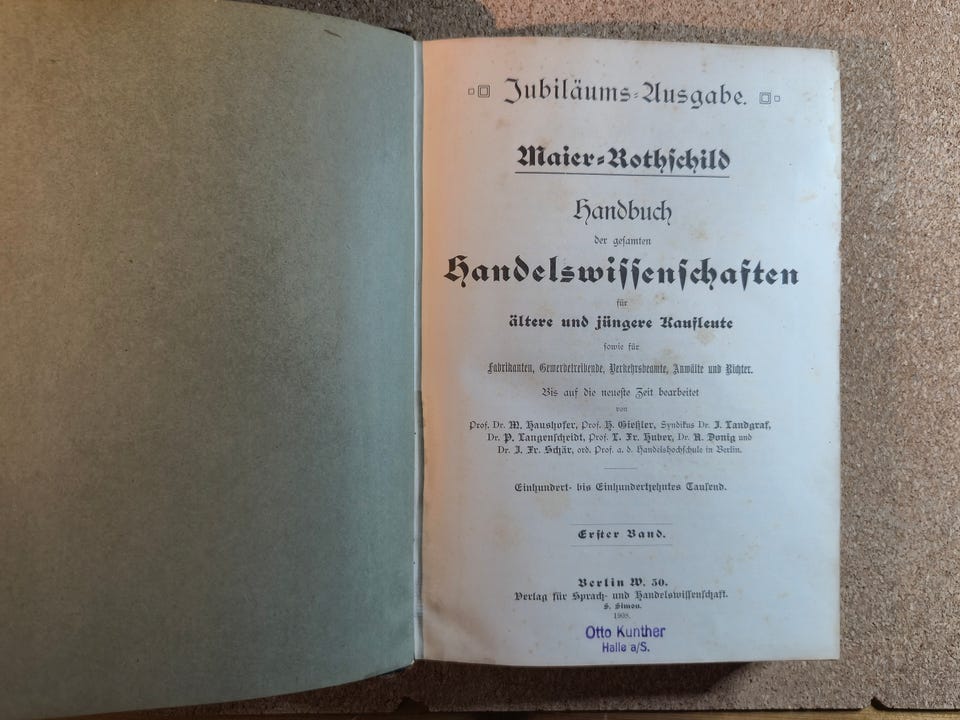 Jubiläums-Ausgabe.
Maier-Rothschild
Handbuch
der gesamten
Handelswissenschaften
für
ältere und jüngere Kaufleute
sowie für
Fabrikanten, Gewerbetreibende, Verkehrsbeamte, Anwälte und Richter.
Bis auf die neueste Zeit bearbeitet
von
Prof. Dr. M. Haushofer, Prof. H. Gießler, Syndikus Dr. J. Landgraf,
Dr. P. Langenscheidt, Prof. L. Fr. Huber, Dr. A. Donig und
Dr. J. Fr. Schär, ord. Prof. a. d. Handelshochschule in Berlin.
Einhundert- bis Einhundertzehntes Tausend.
Erster Band.
Berlin W. 50.
Verlag für Sprach- und Handelswissenschaft.
S. Simon.
1908.
Otto Kunther
Halle a/S.